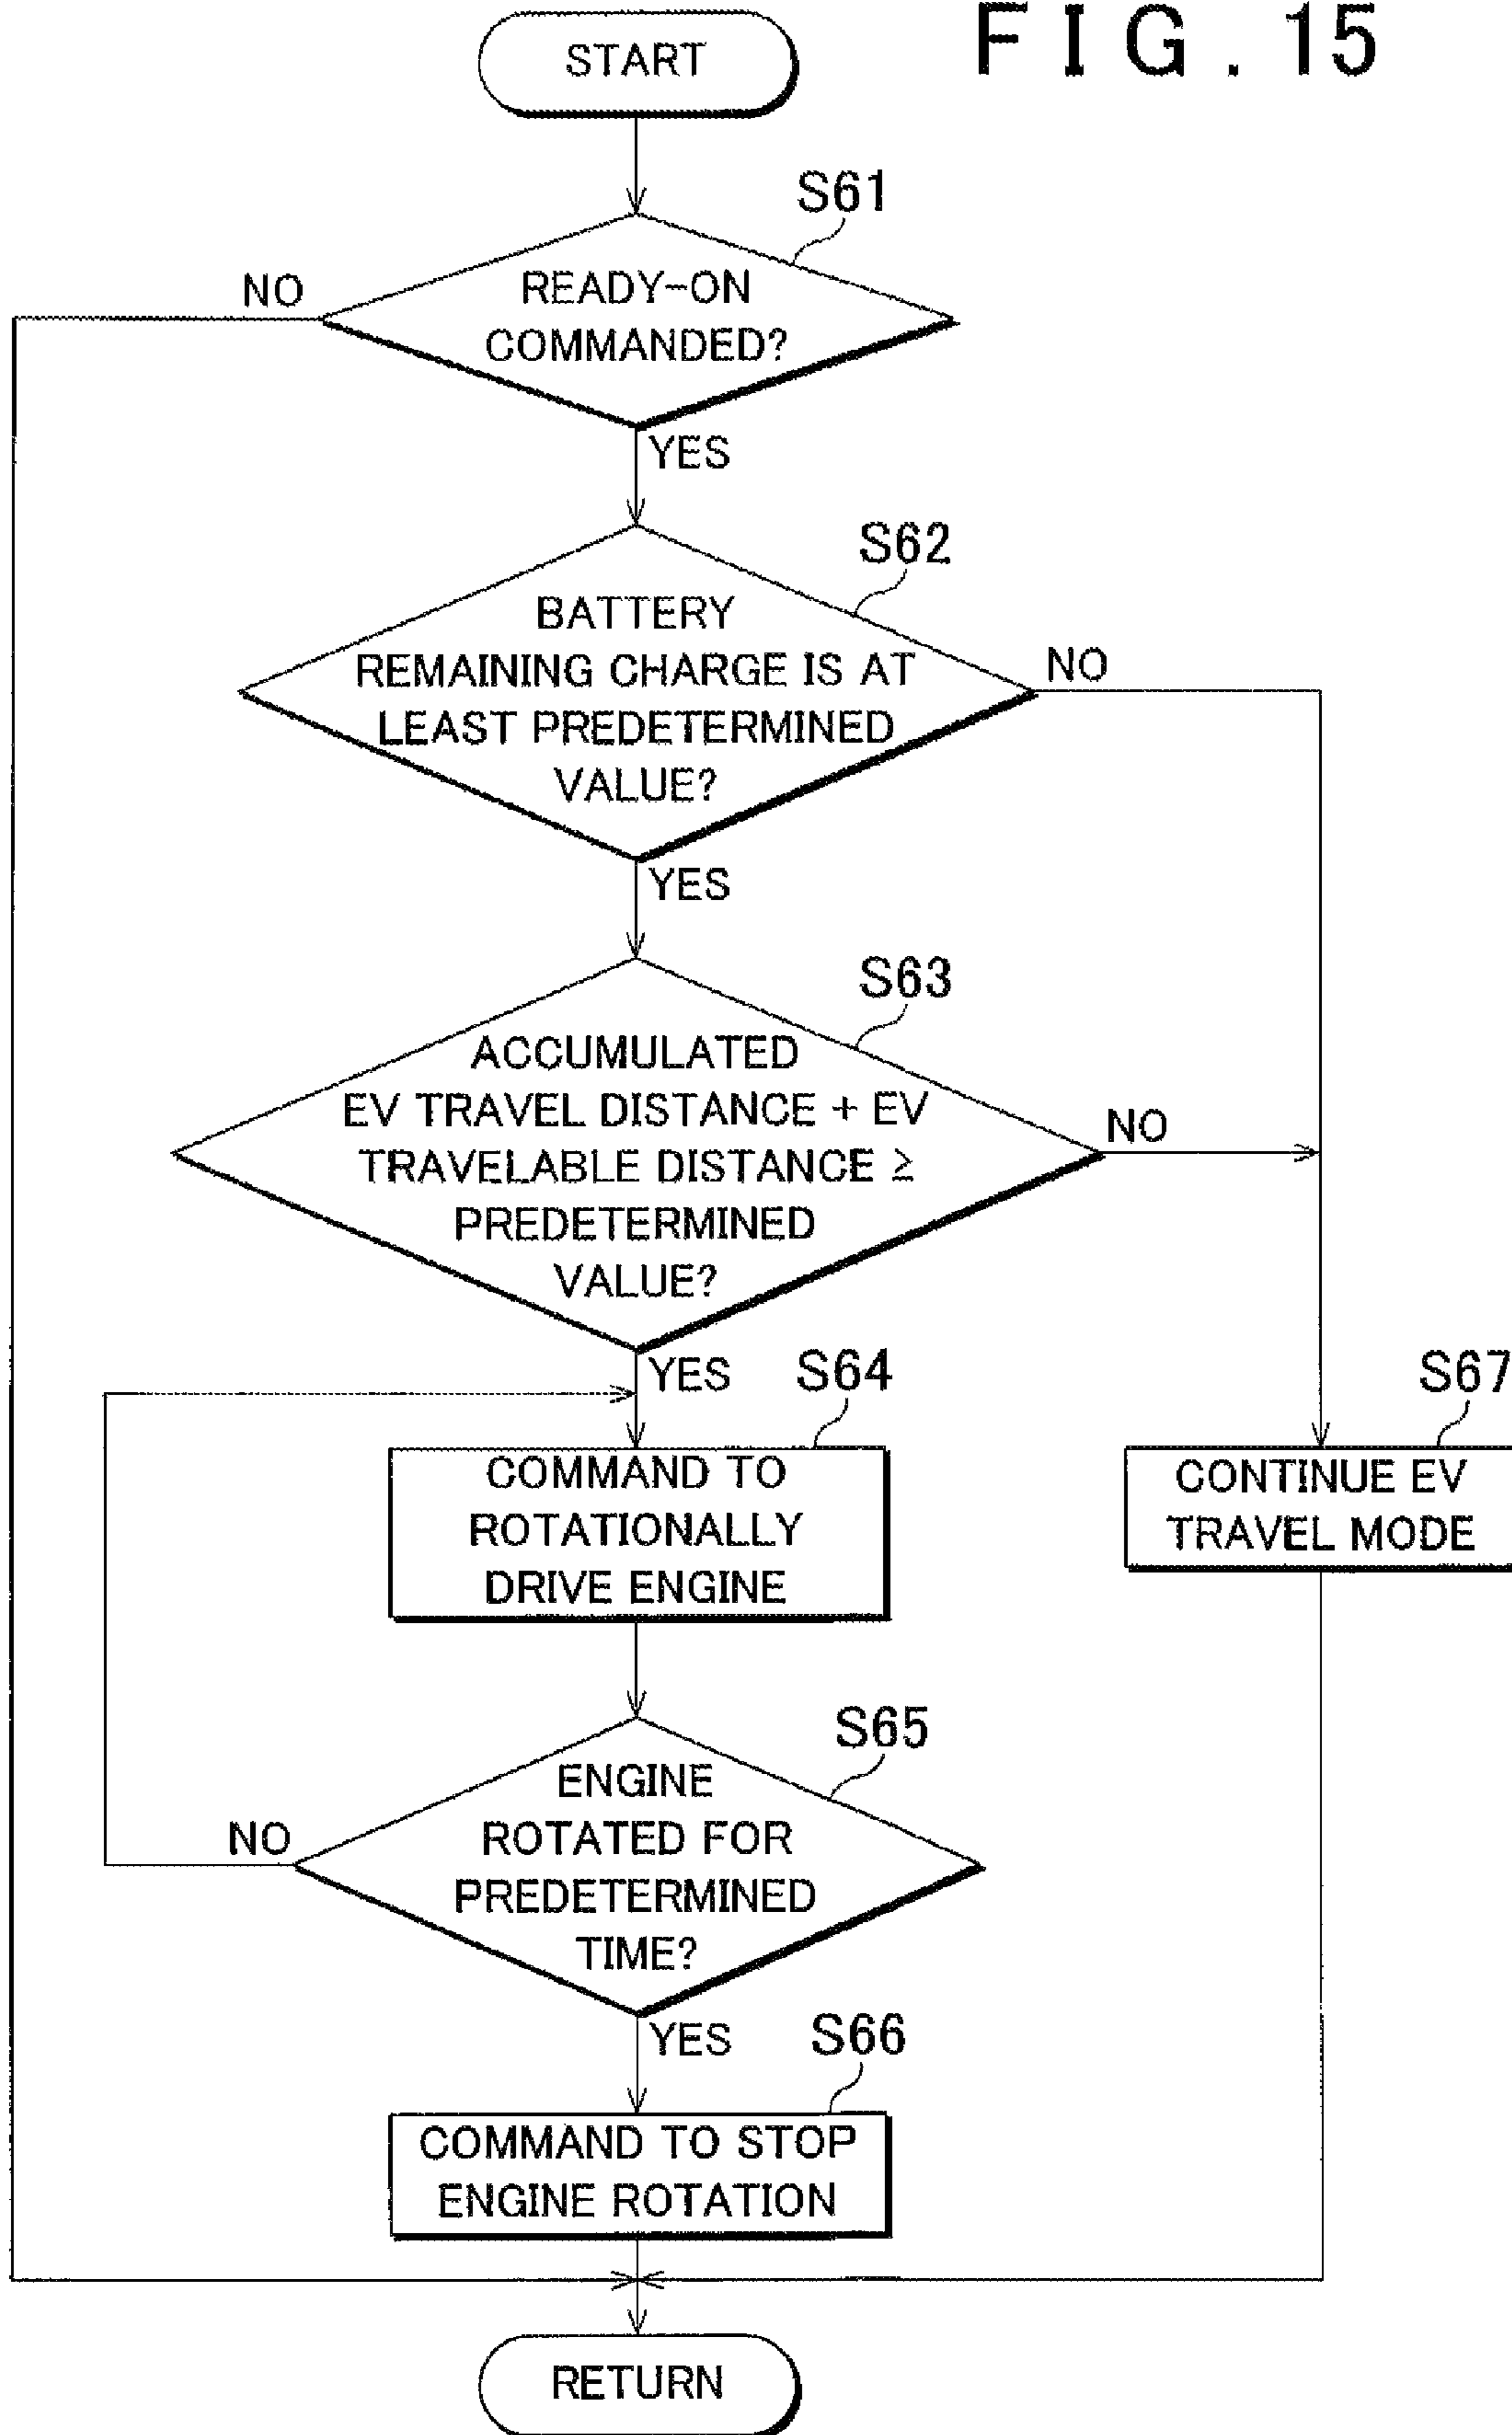 FIG. 15
START
S61
NO
READY-ON
COMMANDED?
YES
S62
BATTERY
REMAINING CHARGE IS AT
LEAST PREDETERMINED
VALUE?
NO
YES
S63
ACCUMULATED
EV TRAVEL DISTANCE + EV
TRAVELABLE DISTANCE ≥
PREDETERMINED
VALUE?
NO
YES
S64
COMMAND TO
ROTATIONALLY
DRIVE ENGINE
S67
CONTINUE EV
TRAVEL MODE
S65
ENGINE
ROTATED FOR
PREDETERMINED
TIME?
NO
YES
S66
COMMAND TO STOP
ENGINE ROTATION
RETURN